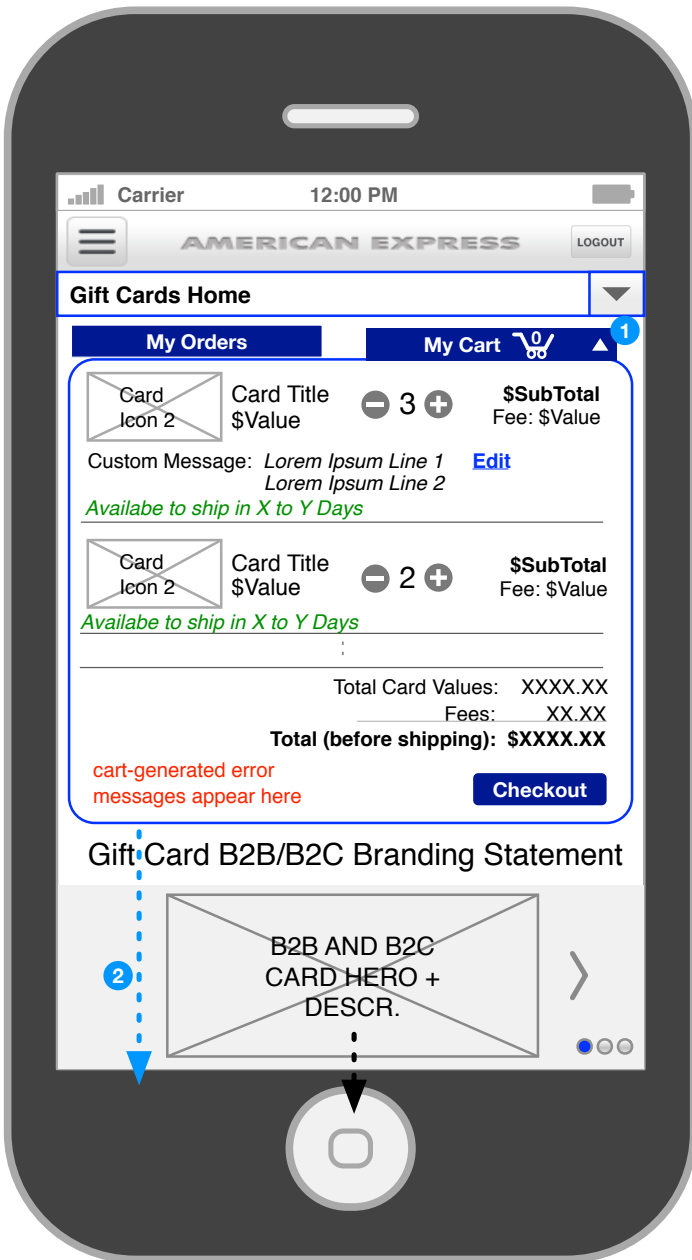 Carrier 12:00 PM
AMERICAN EXPRESS LOGOUT
Gift Cards Home
1
My Orders My Cart 0
Card Icon 2 Card Title $Value 3 $SubTotal Fee: $Value
Custom Message: Lorem Ipsum Line 1 Edit
Lorem Ipsum Line 2
Availabe to ship in X to Y Days
Card Icon 2 Card Title $Value 2 $SubTotal Fee: $Value
Availabe to ship in X to Y Days
:
Total Card Values: XXXX.XX
Fees: XX.XX
Total (before shipping): $XXXX.XX
cart-generated error
messages appear here
Checkout
Gift Card B2B/B2C Branding Statement
2
B2B AND B2C
CARD HERO +
DESCR.